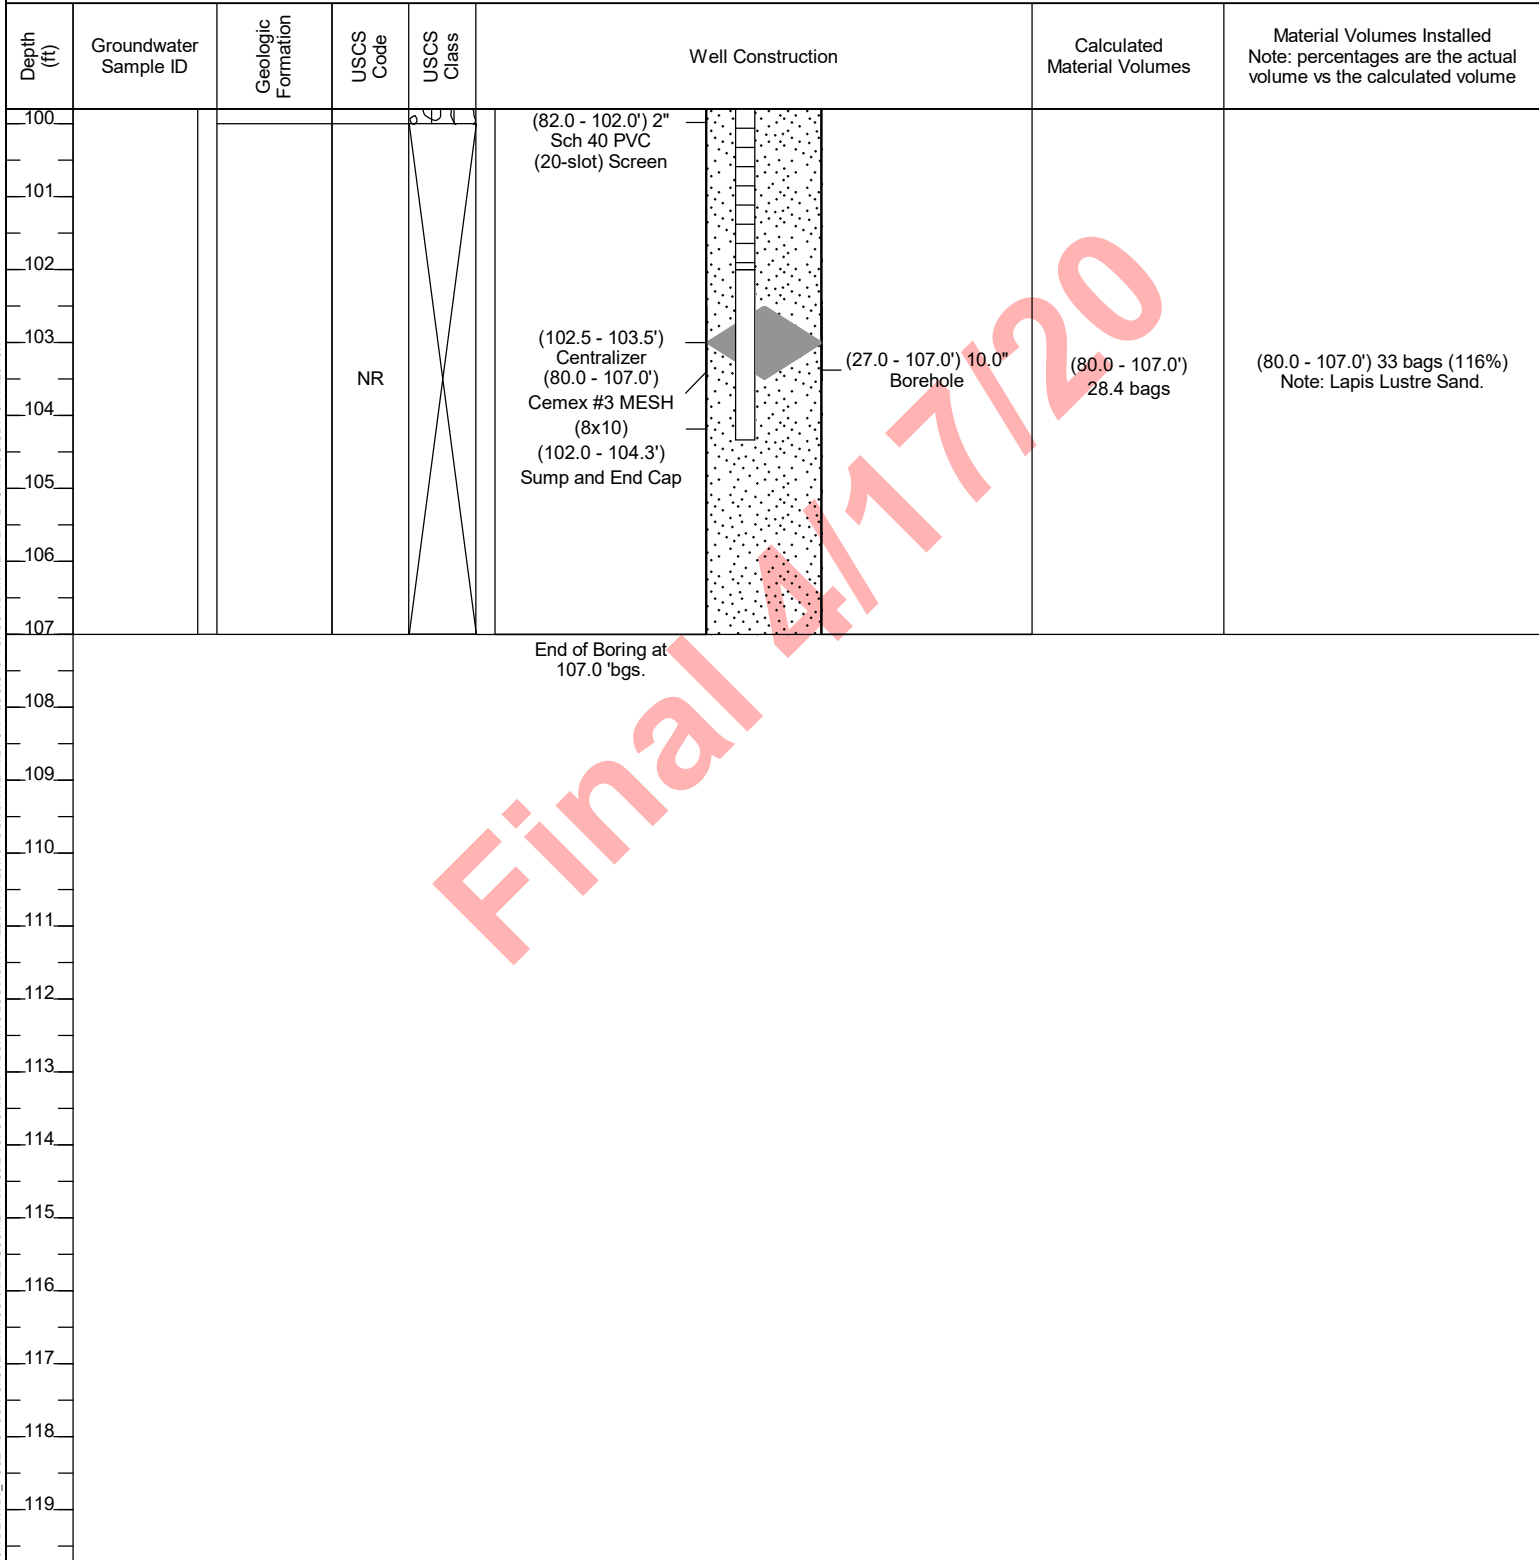 Depth
(ft)
Groundwater
Sample ID
Geologic
Formation
USCS
Code
USCS
Class
Well Construction
Calculated
Material Volumes
Material Volumes Installed
Note: percentages are the actual
volume vs the calculated volume
100
101
102
103
104
105
106
107
108
109
110
111
112
113
114
115
116
117
118
119
NR
(82.0 - 102.0') 2"
Sch 40 PVC
(20-slot) Screen
(102.5 - 103.5')
Centralizer
(80.0 - 107.0')
Cemex #3 MESH
(8x10)
(102.0 - 104.3')
Sump and End Cap
(27.0 - 107.0') 10.0"
Borehole
(80.0 - 107.0')
28.4 bags
(80.0 - 107.0') 33 bags (116%)
Note: Lapis Lustre Sand.
End of Boring at
107.0 'bgs.
Final 4/17/20